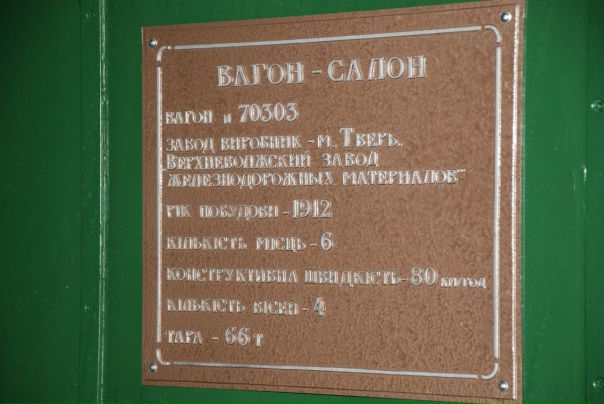 ВАГОН - САЛОН
ВАГОН № 70303
ЗАВОД ВИРОБНИК - М. „ТВЕРЬ„
„ВЕРХНЕВОЛЖСКИЙ ЗАВОД
ЖЕЛЕЗНОДОРОЖНЫХ МАТЕРИАЛОВ"
РІК ПОБУДОВИ - 1912
КІЛЬКІСТЬ МІСЦЬ - 6
КОНСТРУКТИВНА ШВИДКІСТЬ - 80 КМ/ГОД
КІЛЬКІСТЬ ВІСЕЙ - 4
ТАРА - 66 Т